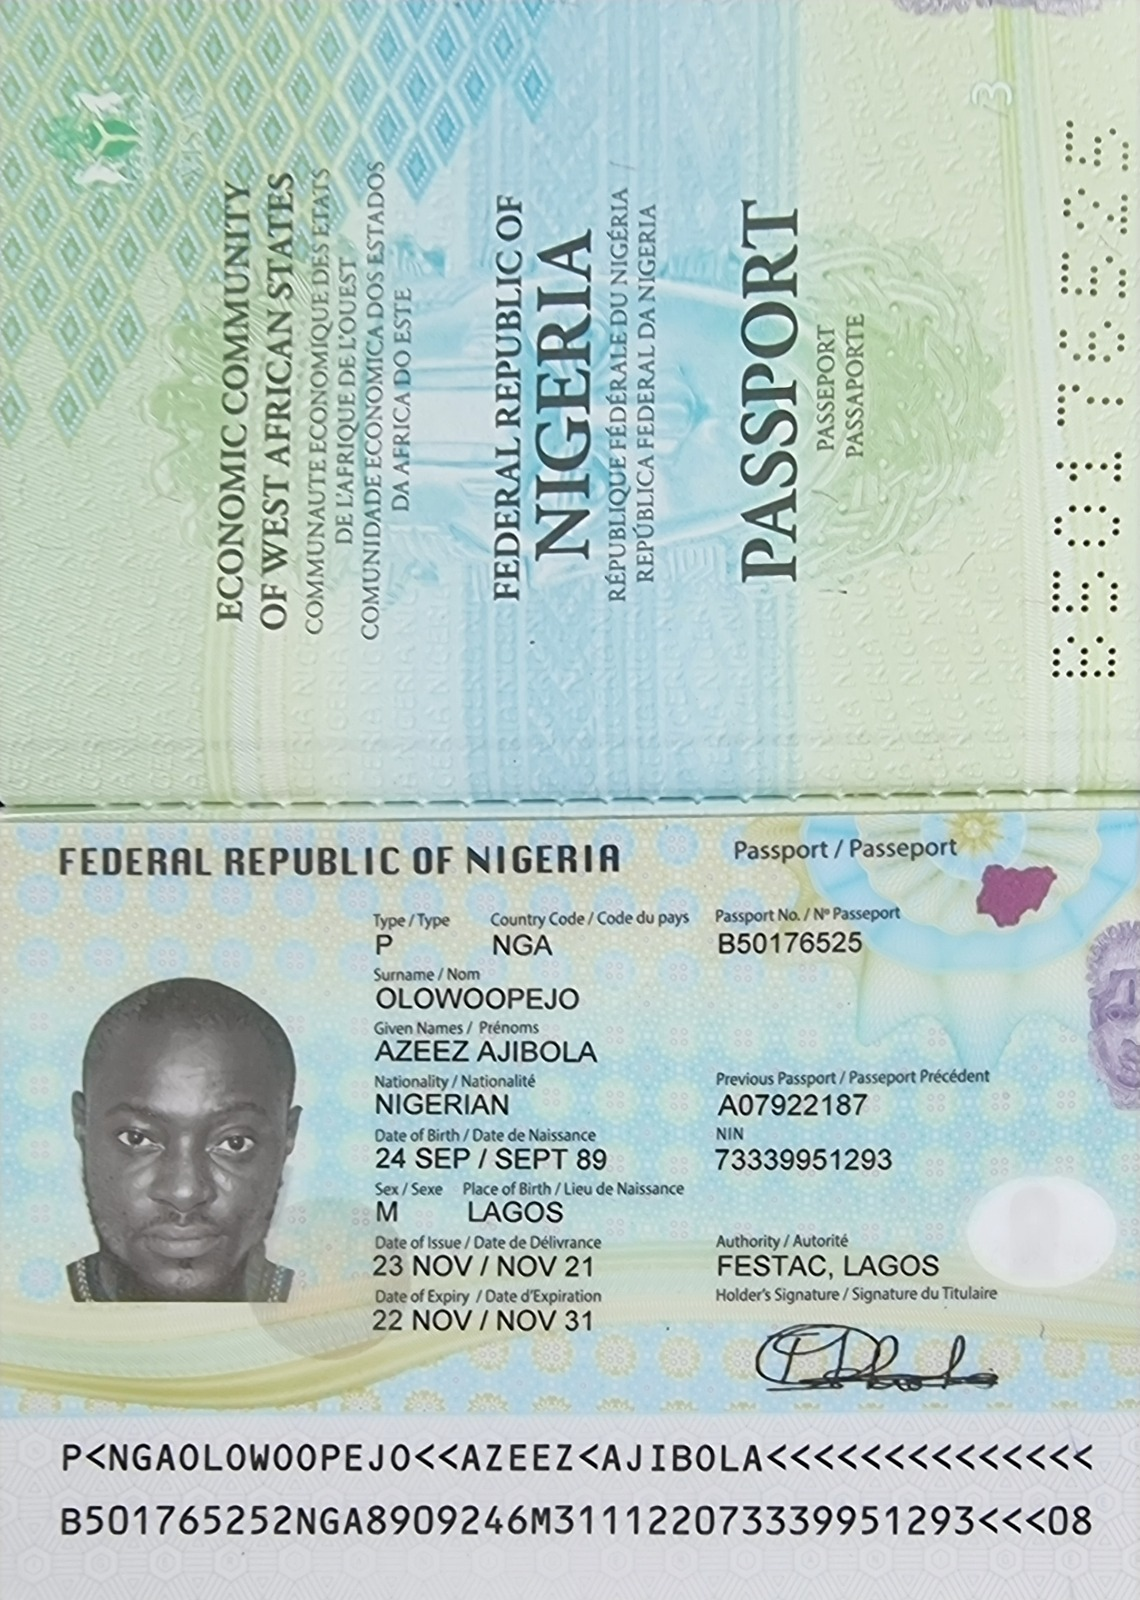 ECONOMIC COMMUNITY
OF WEST AFRICAN STATES
COMMUNAUTE ECONOMIQUE DES ETATS
DE L'AFRIQUE DE L'OUEST
COMUNIDADE ECONOMICA DOS ESTADOS
DA AFRICA DO ESTE
FEDERAL REPUBLIC OF
NIGERIA
RÉPUBLIQUE FÉDÉRALE DU NIGÉRIA /
REPÚBLICA FEDERAL DA NIGERIA
PASSPORT
PASSEPORT
PASSAPORTE
3
B50176525
FEDERAL REPUBLIC OF NIGERIA
Passport / Passeport
Type / Type Country Code / Code du pays Passport No. / Nº Passeport
P NGA B50176525
Surname / Nom
OLOWOOPEJO
Given Names / Prénoms
AZEEZ AJIBOLA
Nationality / Nationalité Previous Passport / Passeport Précédent
NIGERIAN A07922187
Date of Birth / Date de Naissance NIN
24 SEP / SEPT 89 73339951293
Sex / Sexe Place of Birth / Lieu de Naissance
M LAGOS
Date of Issue / Date de Délivrance Authority / Autorité
23 NOV / NOV 21 FESTAC, LAGOS
Date of Expiry / Date d'Expiration Holder's Signature / Signature du Titulaire
22 NOV / NOV 31
P<NGAOLOWOOPEJO<<AZEEZ<AJIBOLA<<<<<<<<<<<<<<
B501765252NGA8909246M311122073339951293<<<08